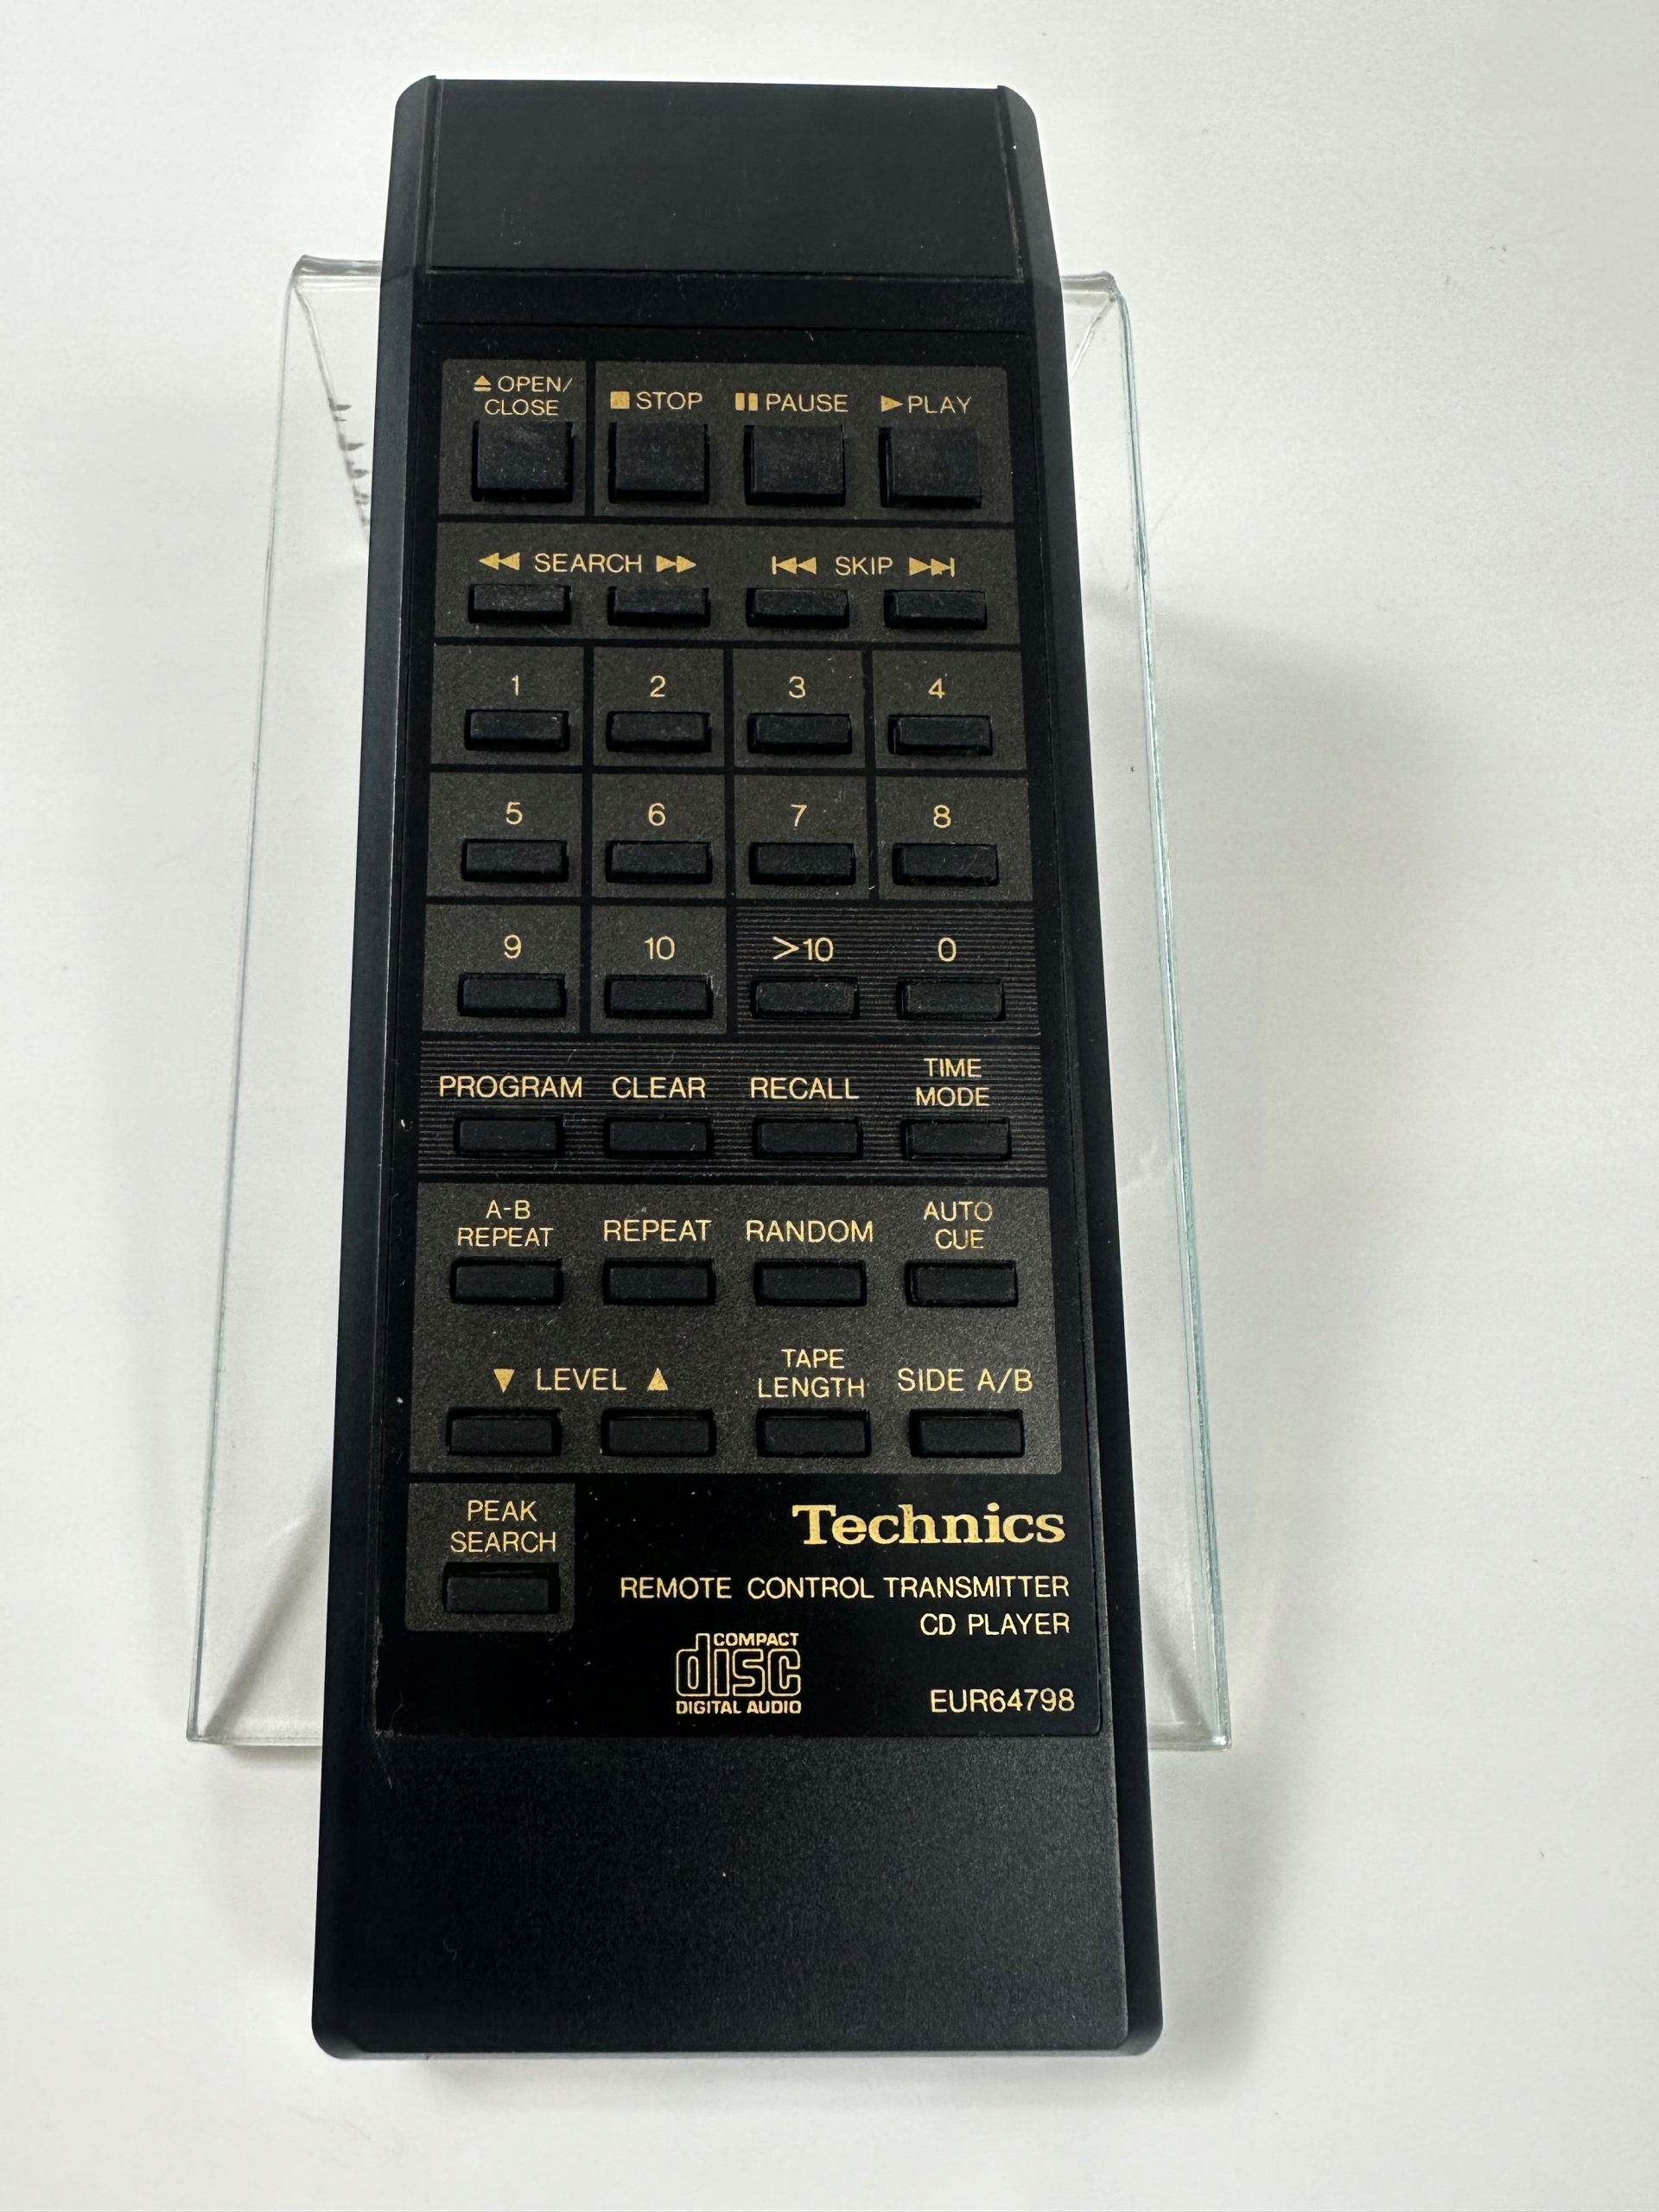 ⏏ OPEN/
CLOSE
■ STOP ▮▮ PAUSE ▶ PLAY
◀◀ SEARCH ▶▶ |◀◀ SKIP ▶▶|
1 2 3 4
5 6 7 8
9 10 >10 0
PROGRAM CLEAR RECALL TIME
MODE
A-B
REPEAT REPEAT RANDOM AUTO
CUE
▼ LEVEL ▲ TAPE
LENGTH SIDE A/B
PEAK
SEARCH
Technics
REMOTE CONTROL TRANSMITTER
CD PLAYER
COMPACT
disc
DIGITAL AUDIO
EUR64798